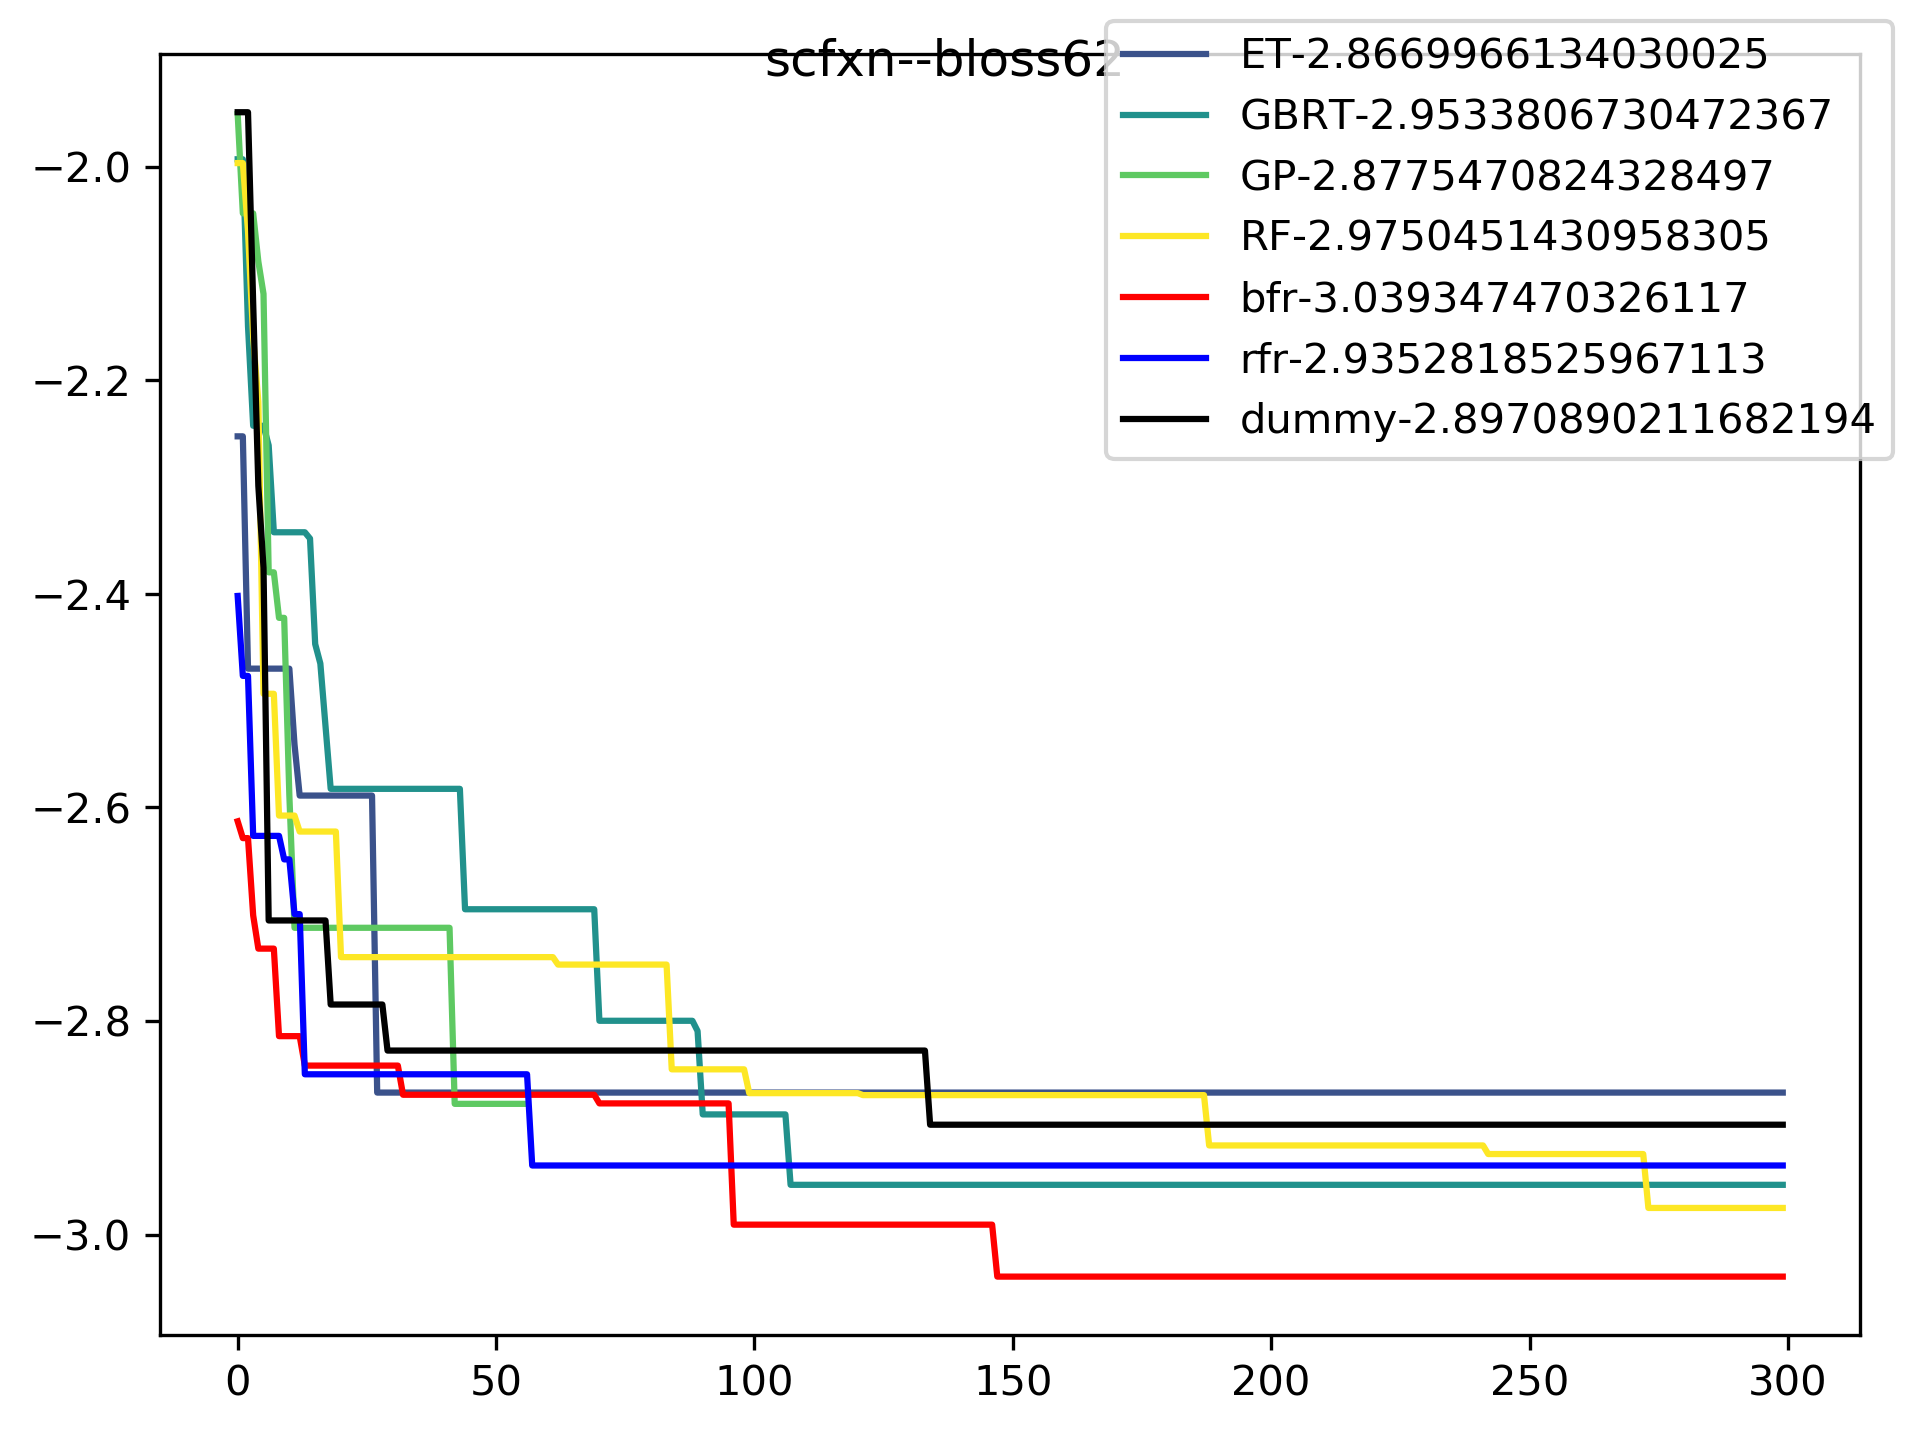 scfxn--bloss62
ET-2.8669966134030025
GBRT-2.9533806730472367
GP-2.8775470824328497
RF-2.9750451430958305
bfr-3.039347470326117
rfr-2.9352818525967113
dummy-2.8970890211682194
−2.0
−2.2
−2.4
−2.6
−2.8
−3.0
0 50 100 150 200 250 300